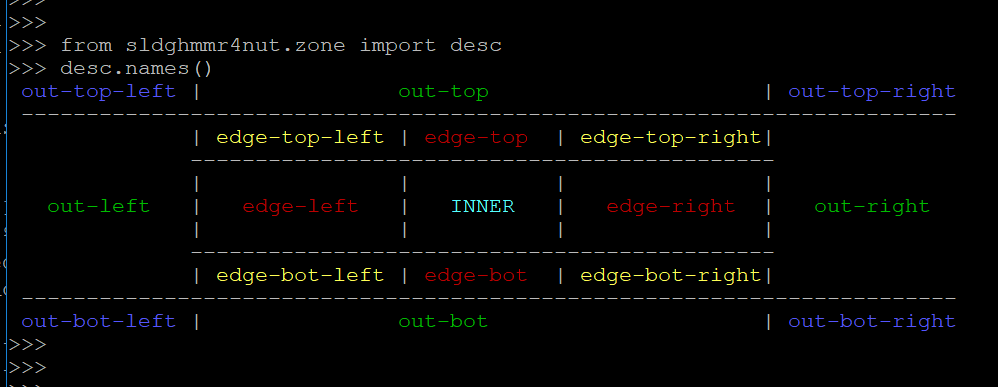 >>>
>>>
>>> from sldghmmr4nut.zone import desc
>>> desc.names()
out-top-left | out-top | out-top-right
-----------------------------------------------------------------------
| edge-top-left | edge-top | edge-top-right|
---------------------------------------------
| | | |
out-left | edge-left | INNER | edge-right | out-right
| | | |
---------------------------------------------
| edge-bot-left | edge-bot | edge-bot-right|
-----------------------------------------------------------------------
out-bot-left | out-bot | out-bot-right
>>>
>>>
>>>